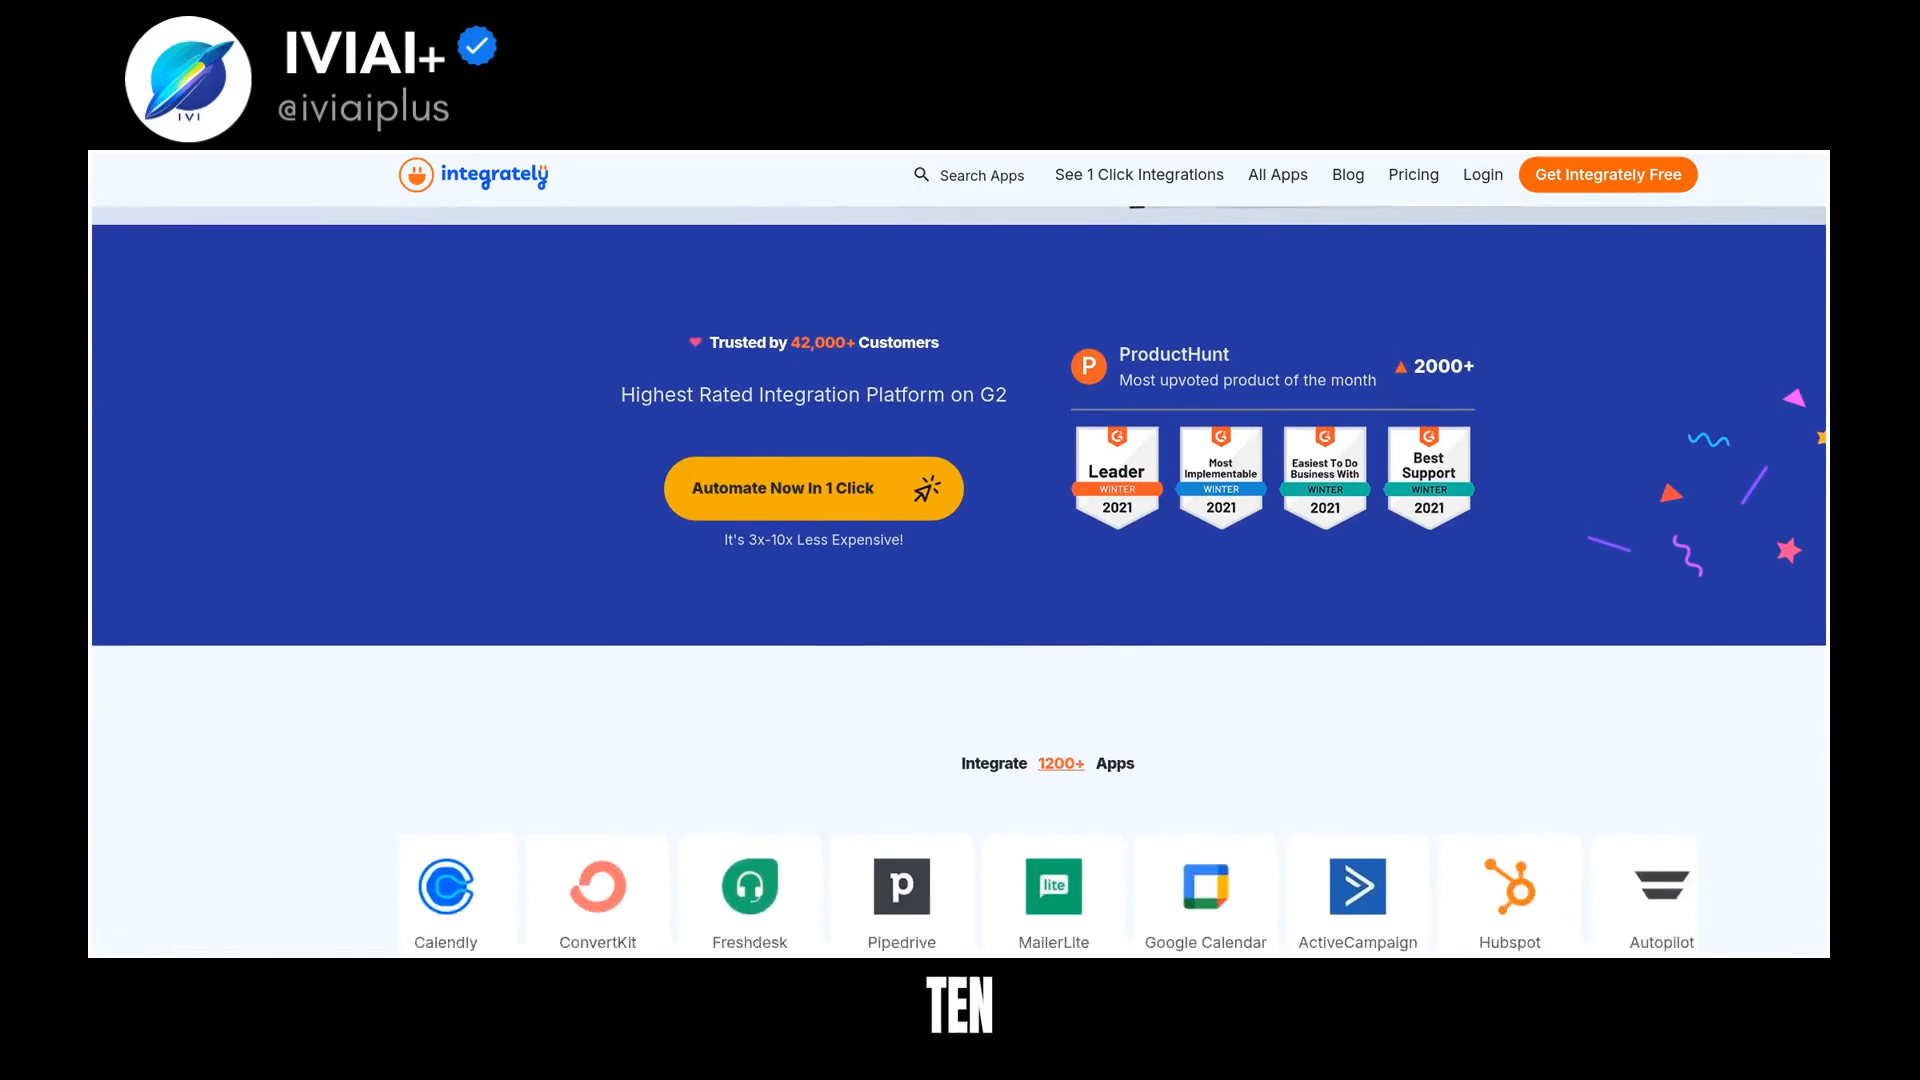 IVIAI+
@iviaiplus
IVI
integrately
Search Apps
See 1 Click Integrations
All Apps
Blog
Pricing
Login
Get Integrately Free
Trusted by 42,000+ Customers
Highest Rated Integration Platform on G2
Automate Now In 1 Click
It's 3x-10x Less Expensive!
P
ProductHunt
Most upvoted product of the month
2000+
Leader
WINTER
2021
Most
Implementable
WINTER
2021
Easiest To Do
Business With
WINTER
2021
Best
Support
WINTER
2021
Integrate 1200+ Apps
p
lite
Calendly
ConvertKit
Freshdesk
Pipedrive
MailerLite
Google Calendar
ActiveCampaign
Hubspot
Autopilot
TEN